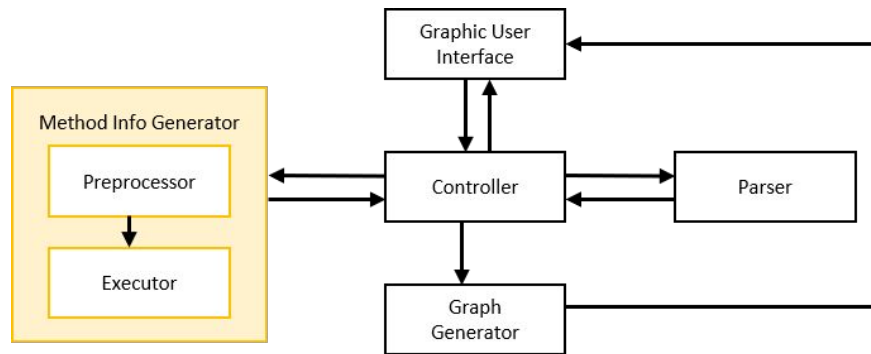 Graphic User
Interface
Method Info Generator
Preprocessor
Controller
Parser
Executor
Graph
Generator